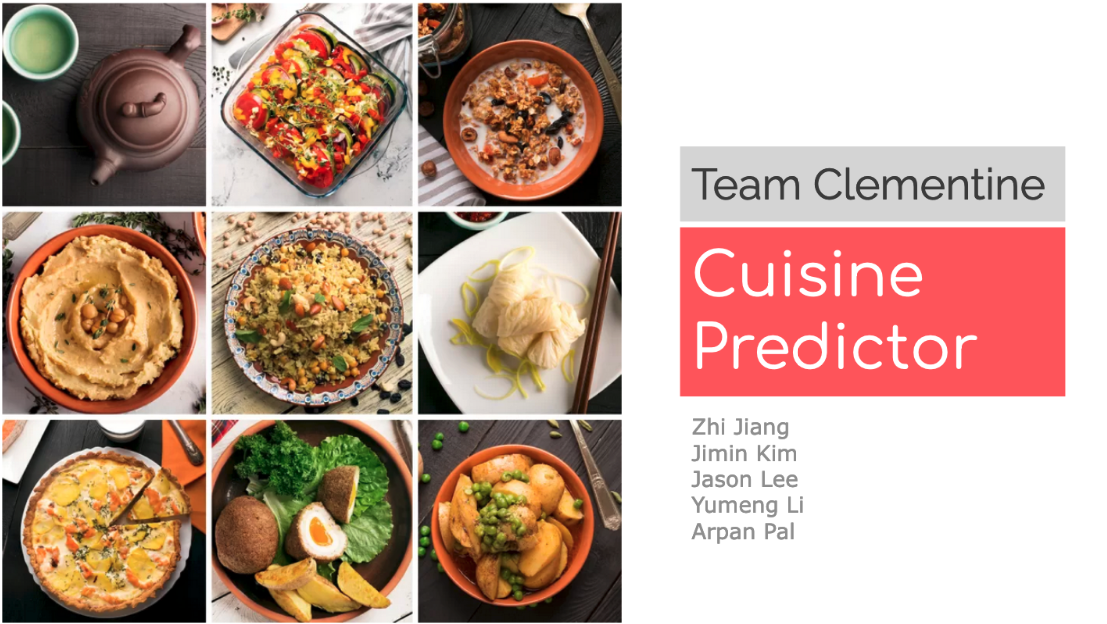 Team Clementine
Cuisine
Predictor
Zhi Jiang
Jimin Kim
Jason Lee
Yumeng Li
Arpan Pal